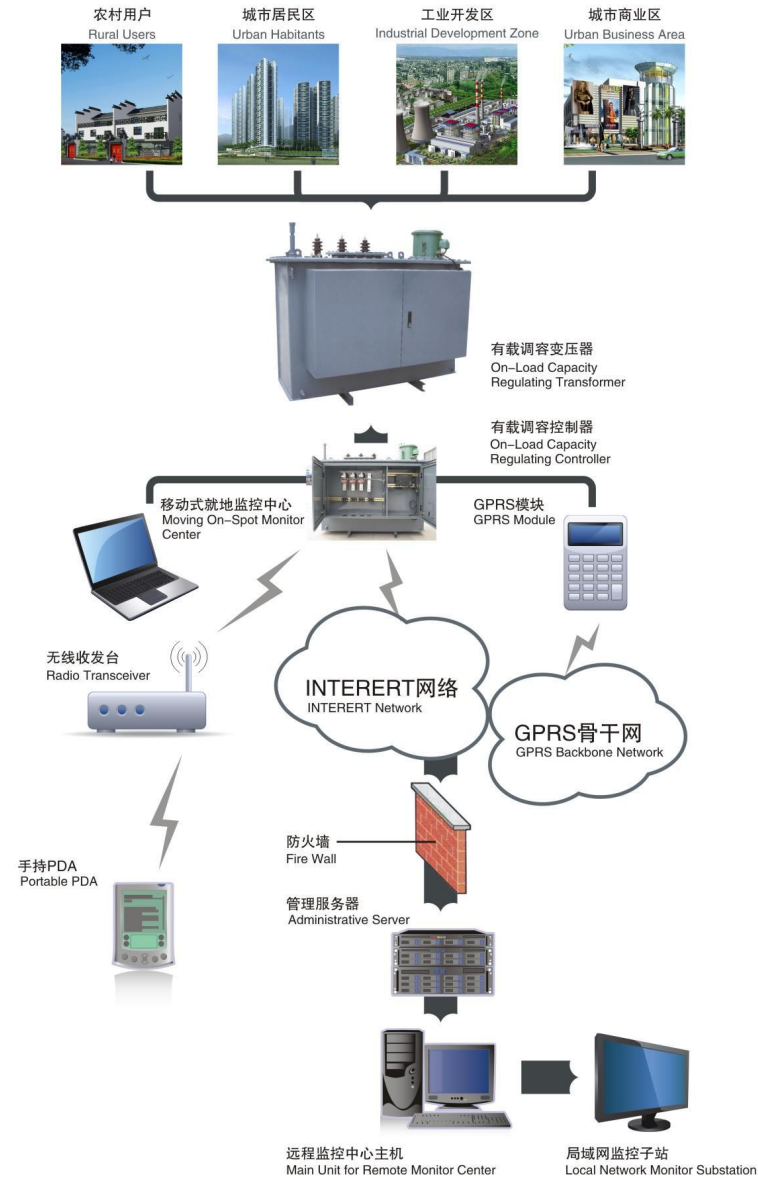 农村用户
Rural Users
城市居民区
Urban Habitants
工业开发区
Industrial Development Zone
城市商业区
Urban Business Area
有载调容变压器
On-Load Capacity
Regulating Transformer
有载调容控制器
On-Load Capacity
Regulating Controller
移动式就地监控中心
Moving On-Spot Monitor
Center
GPRS模块
GPRS Module
无线收发台
Radio Transceiver
INTERERT网络
INTERERT Network
GPRS骨干网
GPRS Backbone Network
防火墙
Fire Wall
手持PDA
Portable PDA
管理服务器
Administrative Server
远程监控中心主机
Main Unit for Remote Monitor Center
局域网监控子站
Local Network Monitor Substation